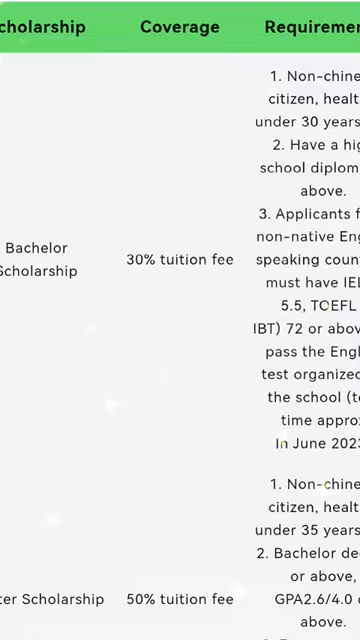 cholarship Coverage Requiremen
1. Non-chine
citizen, healt
under 30 years
2. Have a hig
school diplom
above.
3. Applicants f
Bachelor
non-native Eng
30% tuition fee
speaking coun
Scholarship
must have IEL
5.5, TOEFL
IBT) 72 or abov
pass the Engl
test organized
the school (te
time appro
In June 2023
1. Non-chine
citizen, healt
under 35 years
2. Bachelor de
or above,
ter Scholarship 50% tuition fee GPA2.6/4.0 o
above.